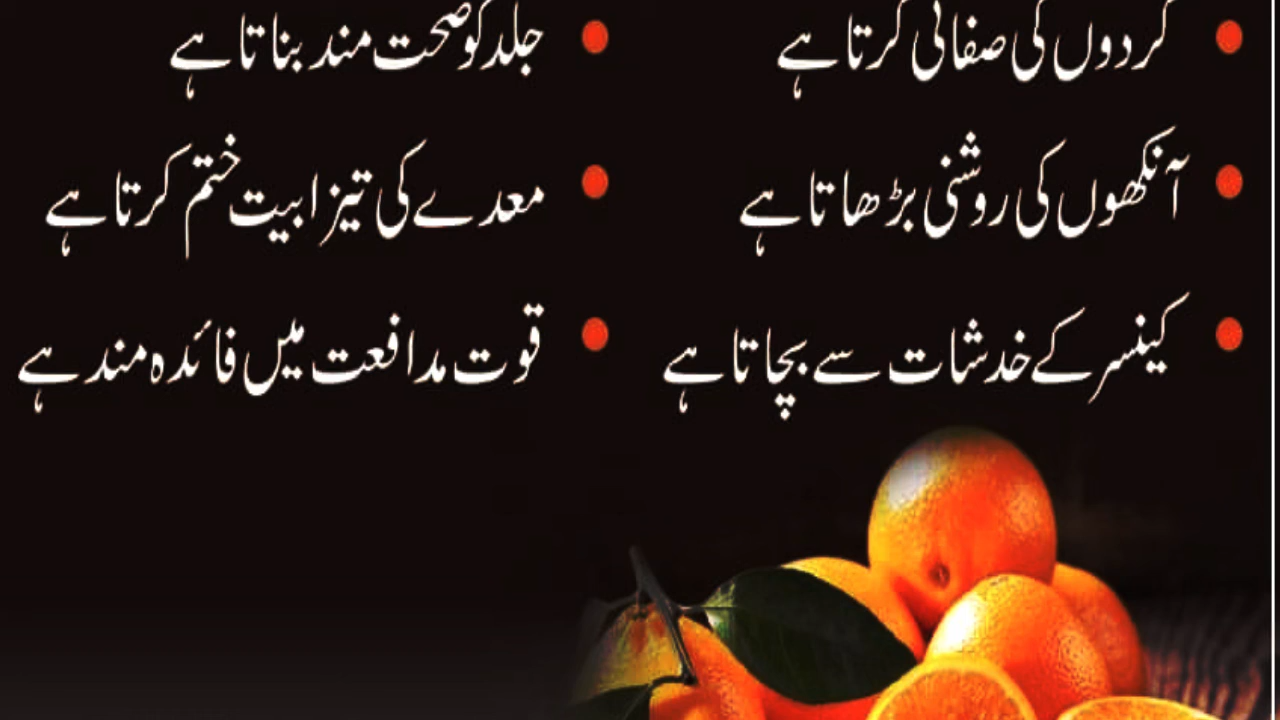 گردوں کی صفائی کرتا ہے
جلد کو صحت مند بناتا ہے
آنکھوں کی روشنی بڑھاتا ہے
معدے کی تیزابیت ختم کرتا ہے
کینسر کے خدشات سے بچاتا ہے
قوت مدافعت میں فائدہ مند ہے